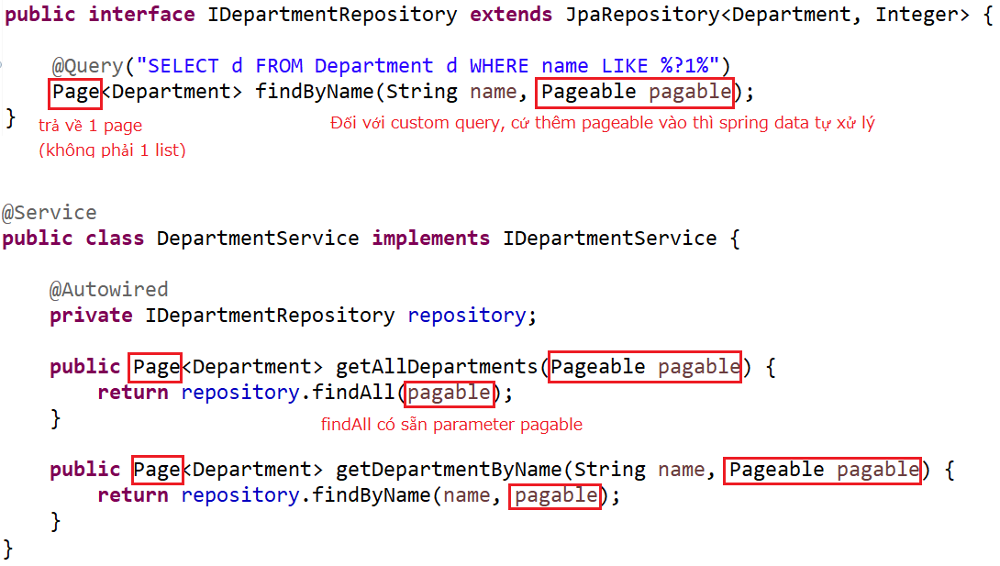 public interface IDepartmentRepository extends JpaRepository<Department, Integer> {
@Query("SELECT d FROM Department d WHERE name LIKE %?1%")
Page<Department> findByName(String name, Pageable pagable);
}
trả về 1 page
(không phải 1 list)
Đối với custom query, cứ thêm pageable vào thì spring data tự xử lý
@Service
public class DepartmentService implements IDepartmentService {
@Autowired
private IDepartmentRepository repository;
public Page<Department> getAllDepartments(Pageable pagable) {
return repository.findAll(pagable);
}
findAll có sẵn parameter pagable
public Page<Department> getDepartmentByName(String name, Pageable pagable) {
return repository.findByName(name, pagable);
}
}